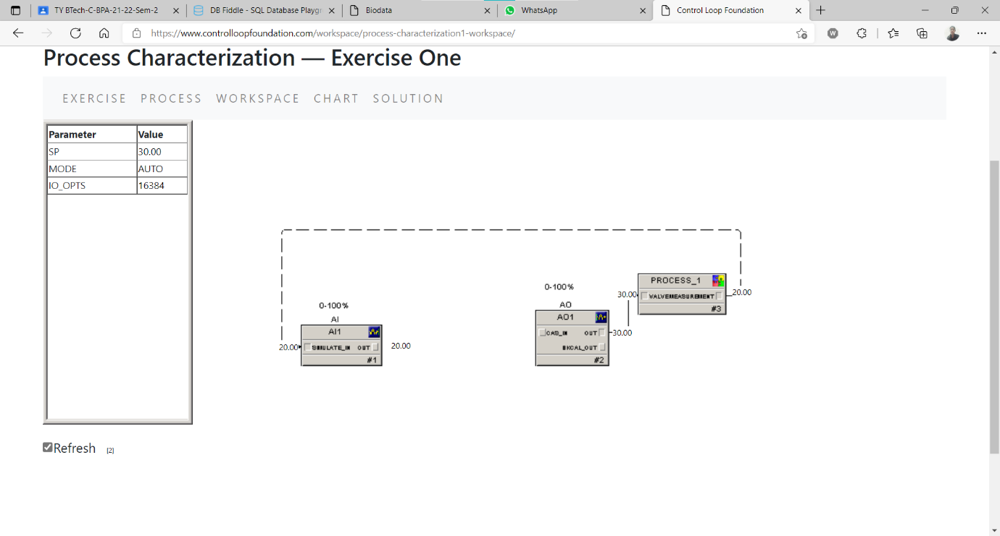 TY BTech-C-BPA-21-22-Sem-2
DB Fiddle - SQL Database Playgr
Biodata
WhatsApp
Control Loop Foundation
https://www.controlloopfoundation.com/workspace/process-characterization1-workspace/
W
Process Characterization — Exercise One
EXERCISE PROCESS WORKSPACE CHART SOLUTION
Parameter Value
SP 30.00
MODE AUTO
IO_OPTS 16384
0-100%
AI
AI1
20.00 SIMULATE_IN OUT 20.00
#1
0-100%
AO
AO1
CAS_IN OUT 30.00
BKCAL_OUT
#2
PROCESS_1
30.00 VALVEMEASUREMENT 20.00
#3
Refresh [2]